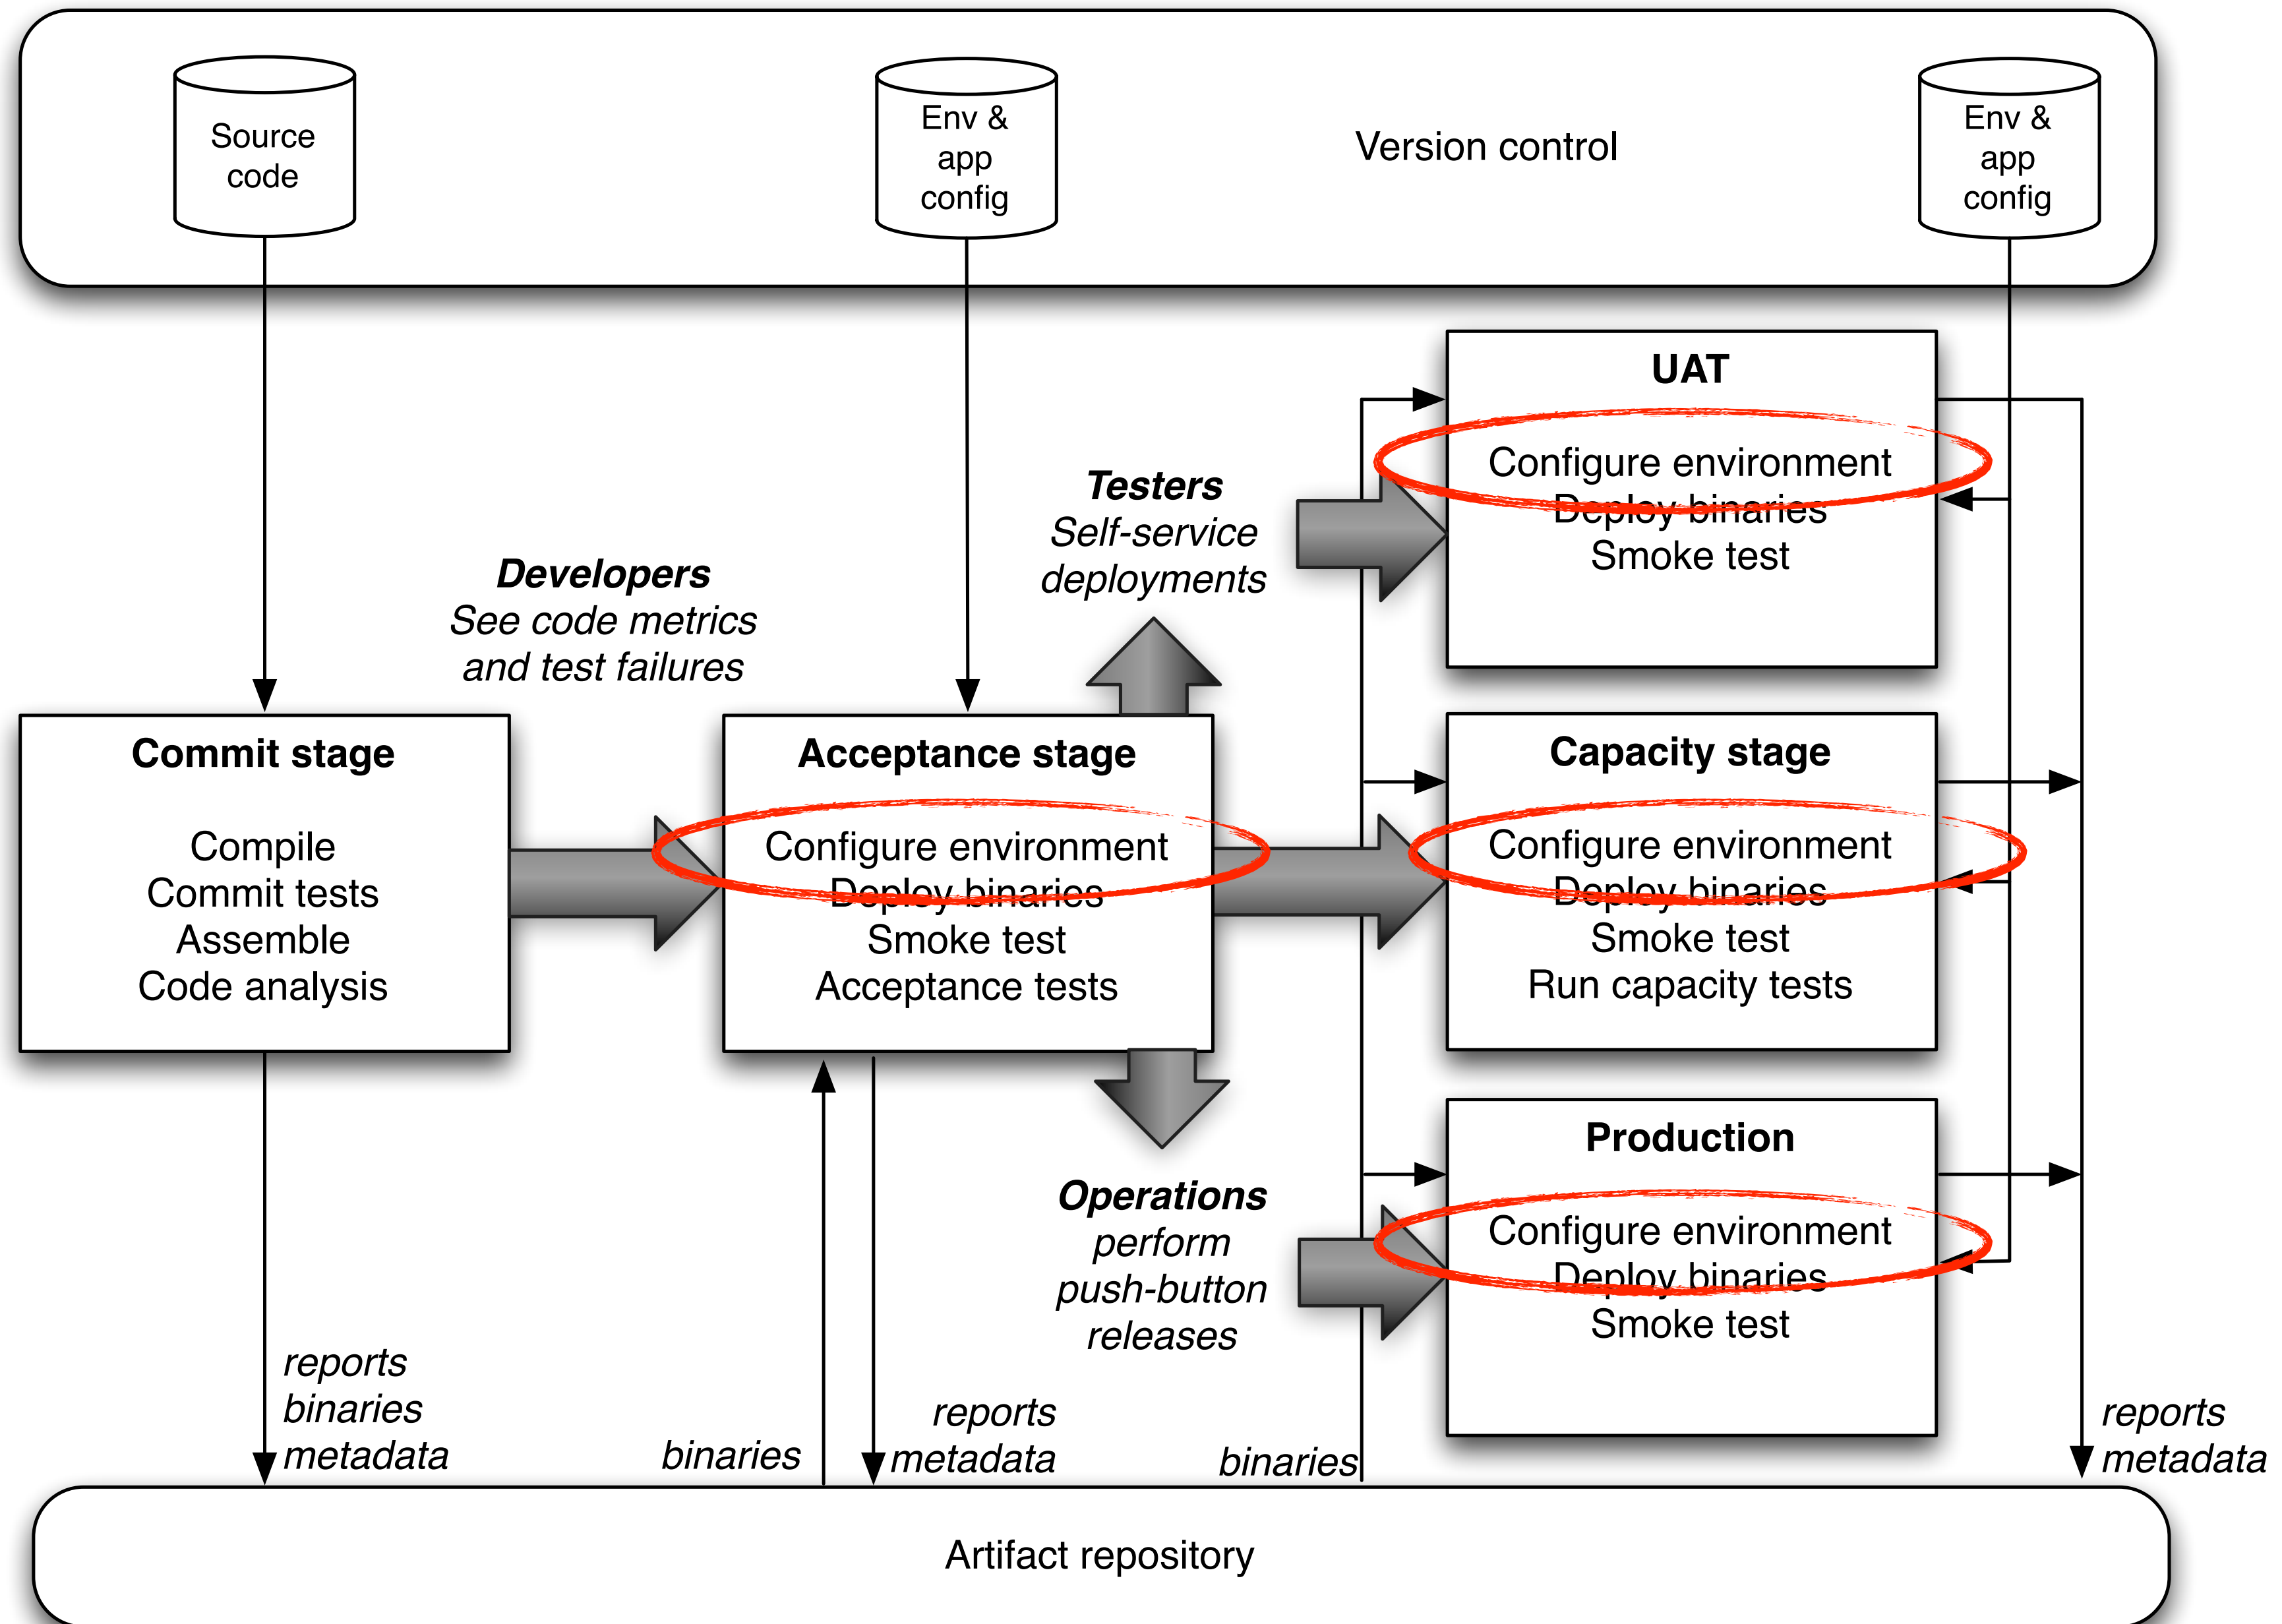 Source
code
Env &
app
config
Version control
Env &
app
config
Developers
See code metrics
and test failures
Testers
Self-service
deployments
UAT
Configure environment
Deploy binaries
Smoke test
Commit stage
Compile
Commit tests
Assemble
Code analysis
Acceptance stage
Configure environment
Deploy binaries
Smoke test
Acceptance tests
Capacity stage
Configure environment
Deploy binaries
Smoke test
Run capacity tests
Operations
perform
push-button
releases
Production
Configure environment
Deploy binaries
Smoke test
reports
binaries
metadata
binaries
reports
metadata
binaries
reports
metadata
Artifact repository